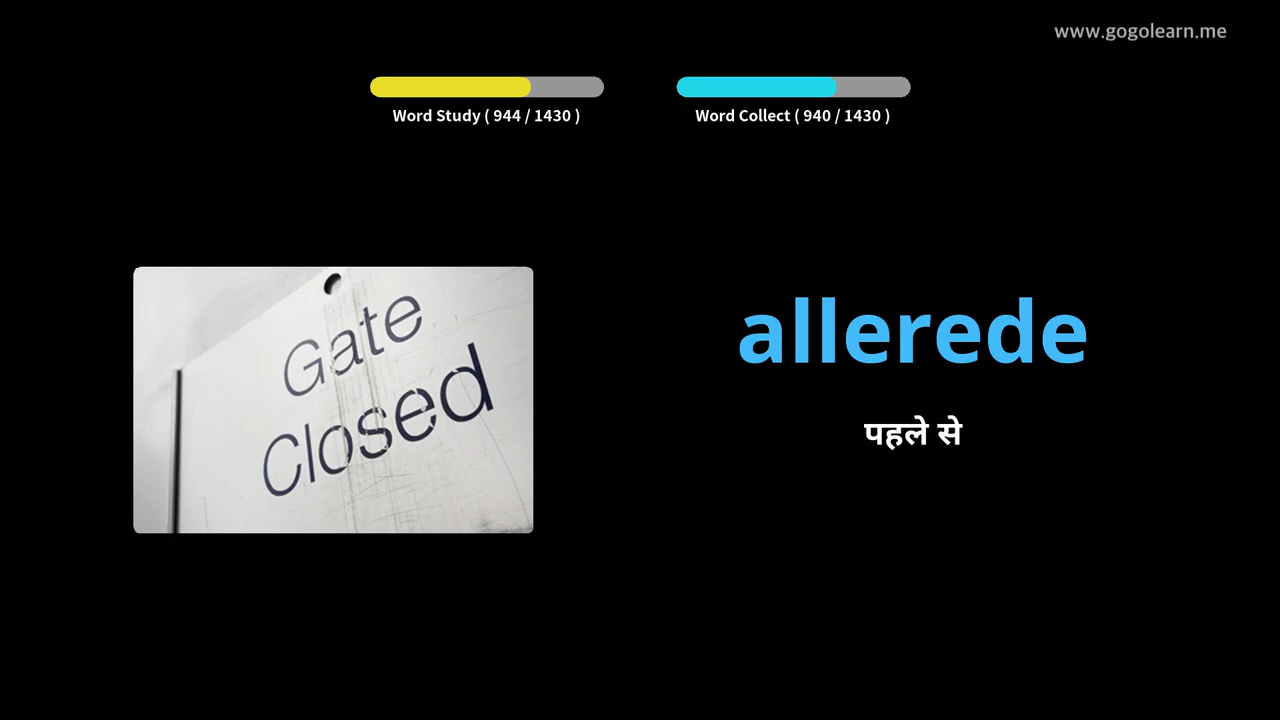 www.gogolearn.me
Word Study ( 944 / 1430 )
Word Collect ( 940 / 1430 )
Gate
Closed
allerede
पहले से